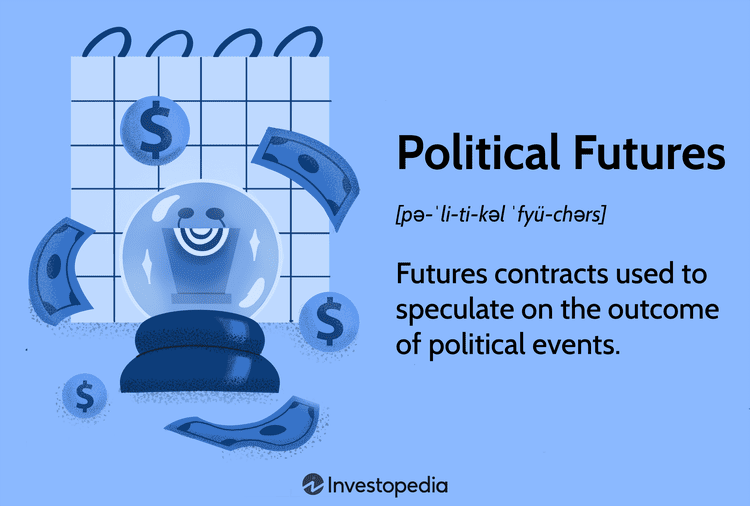 $
$
$
Political Futures
[pə-ˈli-ti-kəl ˈfyü-chərs]
Futures contracts used to
speculate on the outcome
of political events.
Investopedia